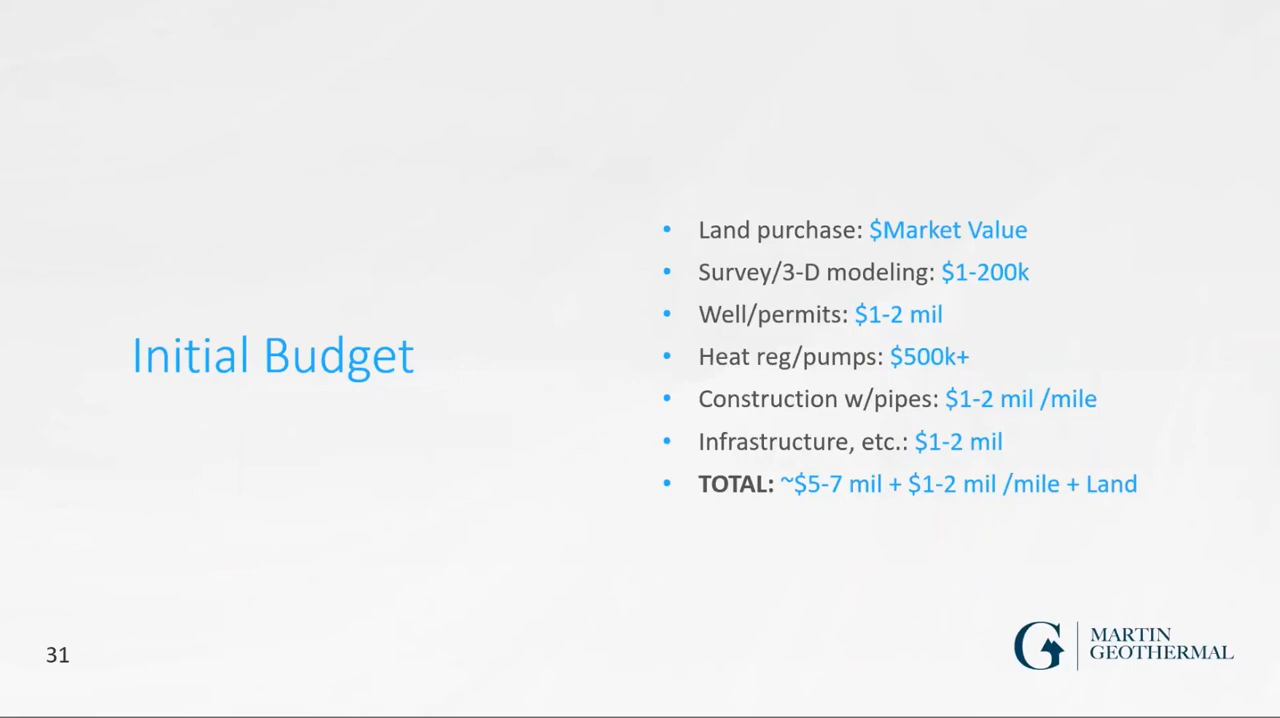 Initial Budget
• Land purchase: $Market Value
• Survey/3-D modeling: $1-200k
• Well/permits: $1-2 mil
• Heat reg/pumps: $500k+
• Construction w/pipes: $1-2 mil /mile
• Infrastructure, etc.: $1-2 mil
• TOTAL: ~$5-7 mil + $1-2 mil /mile + Land
31
MARTIN
GEOTHERMAL